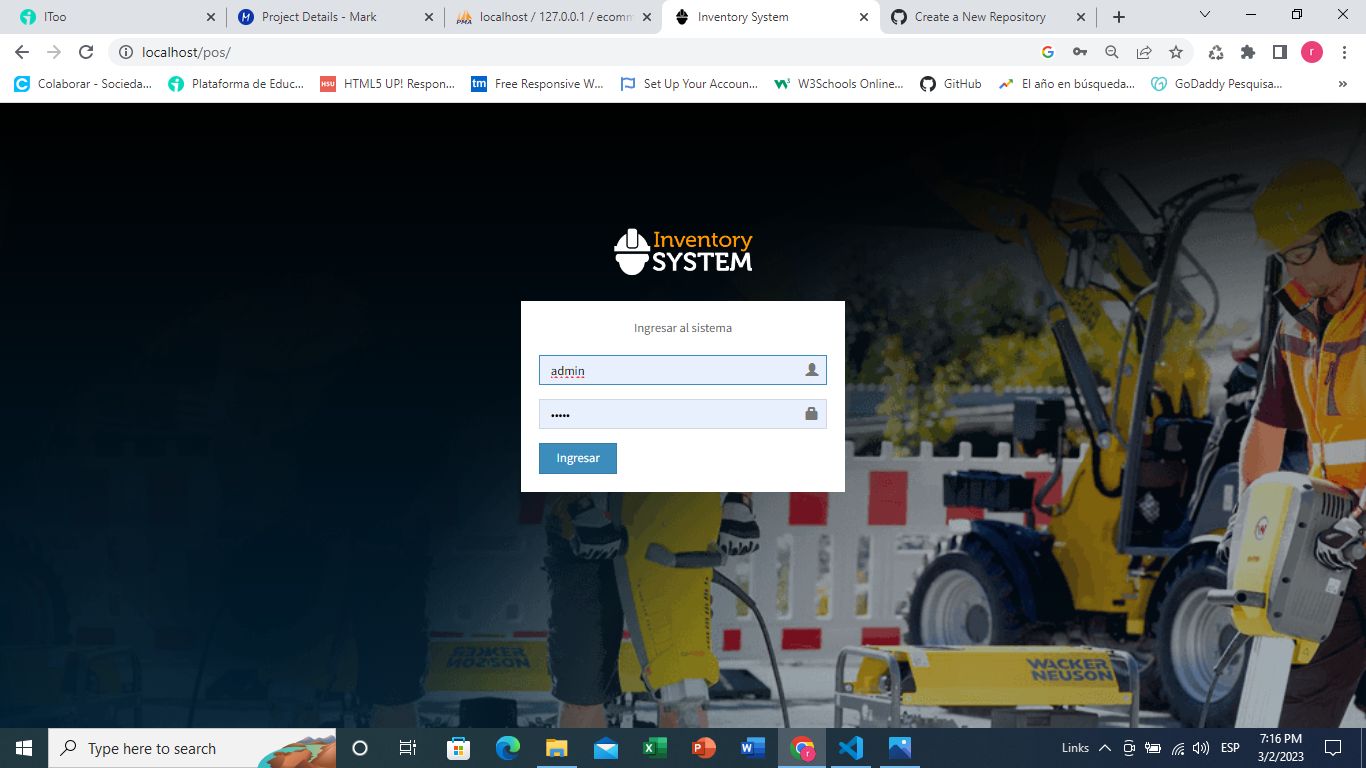 IToo
Project Details - Mark
localhost / 127.0.0.1 / ecomm
Inventory System
Create a New Repository
localhost/pos/
Colaborar - Socieda...
Plataforma de Educ...
HTML5 UP! Respon...
Free Responsive W...
Set Up Your Accoun...
W3Schools Online...
GitHub
El año en búsqueda...
GoDaddy Pesquisa...
Inventory
SYSTEM
Ingresar al sistema
admin
•••••
Ingresar
WACKER
NEUSON
WACKER
NEUSON
Type here to search
Links
ESP
7:16 PM
3/2/2023